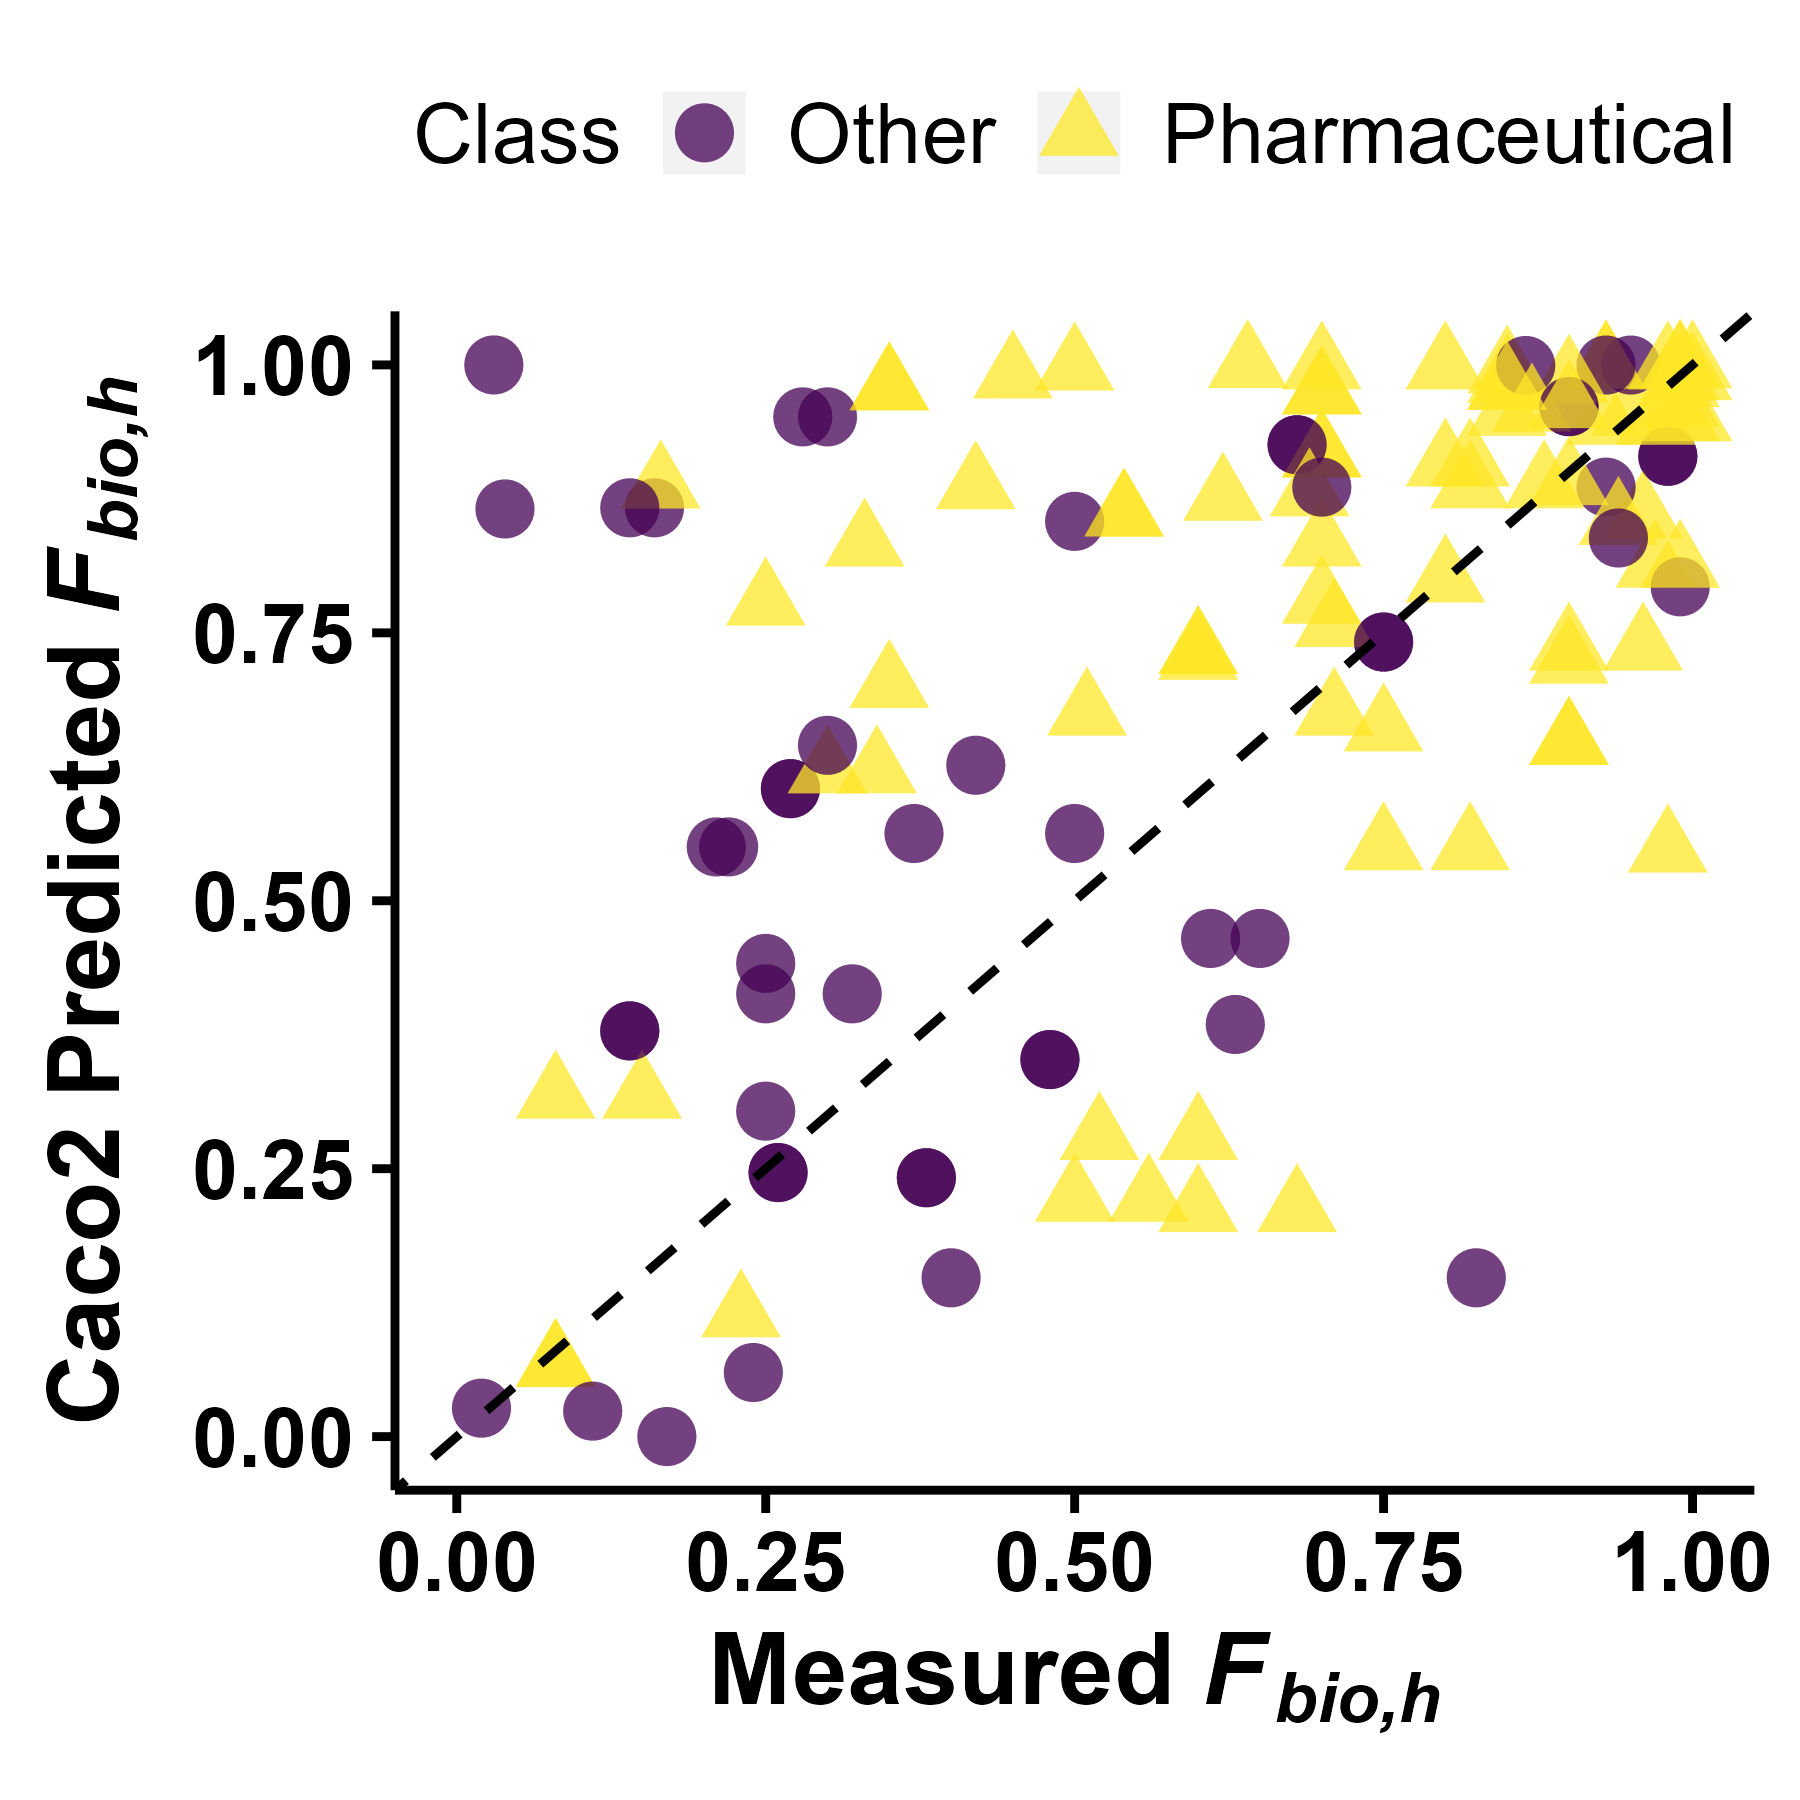 Class Other Pharmaceutical
Caco2 Predicted F bio,h
1.00
0.75
0.50
0.25
0.00
0.00 0.25 0.50 0.75 1.00
Measured F bio,h